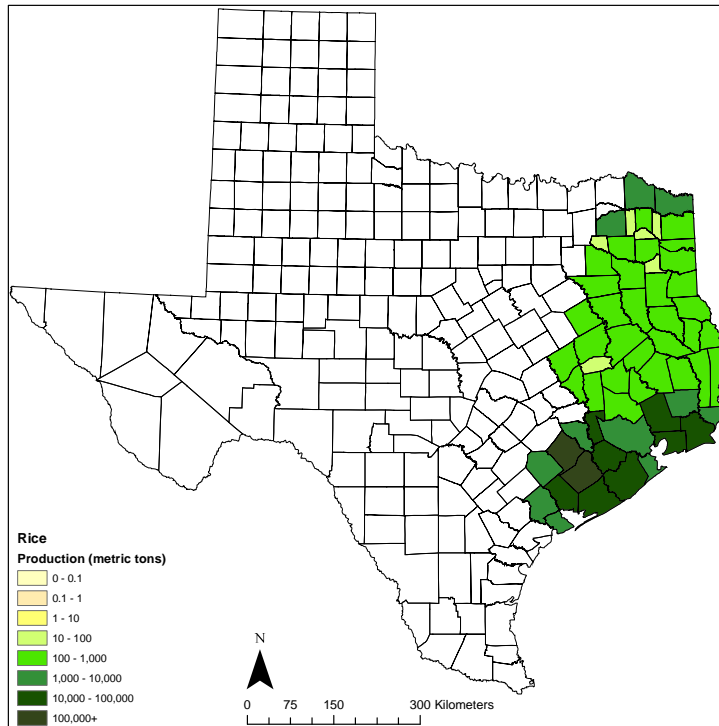 Rice
Production (metric tons)
0 - 0.1
0.1 - 1
1 - 10
10 - 100
100 - 1,000
1,000 - 10,000
10,000 - 100,000
100,000+
N
0 75 150 300 Kilometers